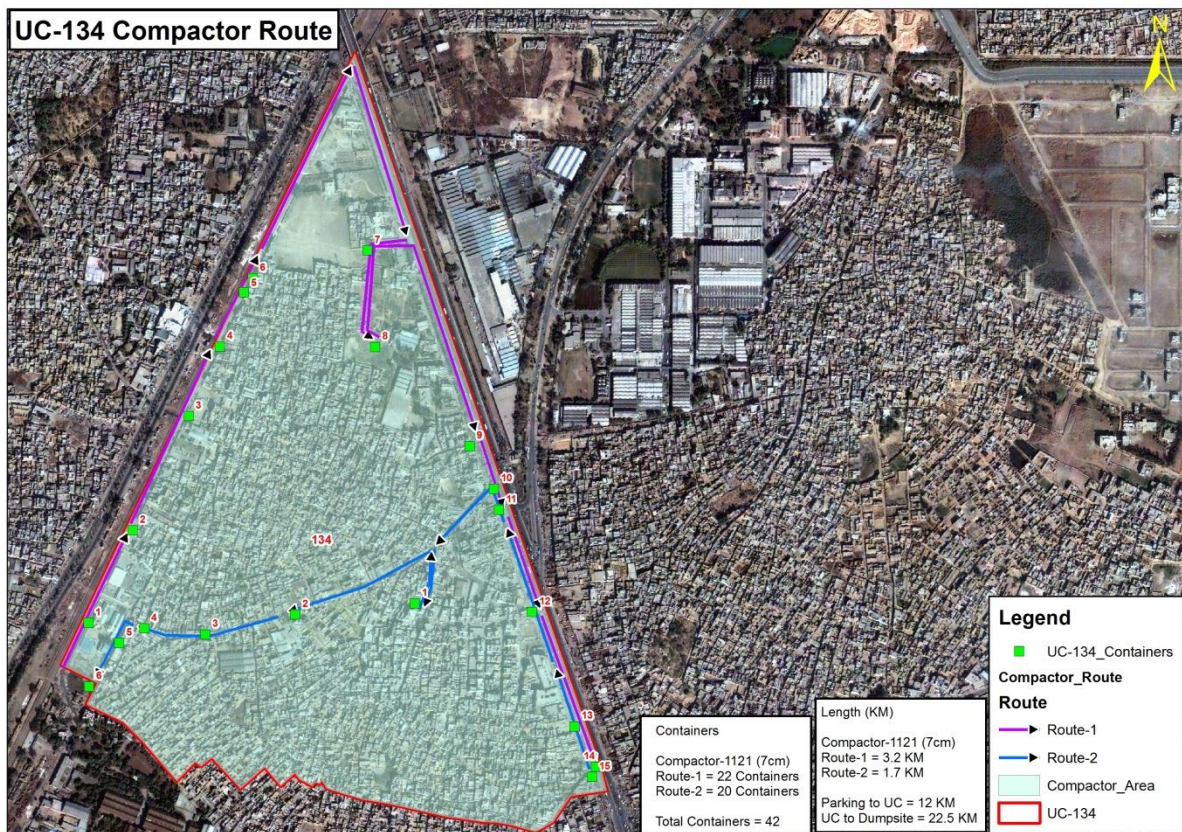 UC-134 Compactor Route
N
6
5
4
3
2
1
7
8
9
10
11
12
13
14
15
134
1
2
3
4
5
6
Containers
Compactor-1121 (7cm)
Route-1 = 22 Containers
Route-2 = 20 Containers
Total Containers = 42
Length (KM)
Compactor-1121 (7cm)
Route-1 = 3.2 KM
Route-2 = 1.7 KM
Parking to UC = 12 KM
UC to Dumpsite = 22.5 KM
Legend
UC-134_Containers
Compactor_Route
Route
Route-1
Route-2
Compactor_Area
UC-134